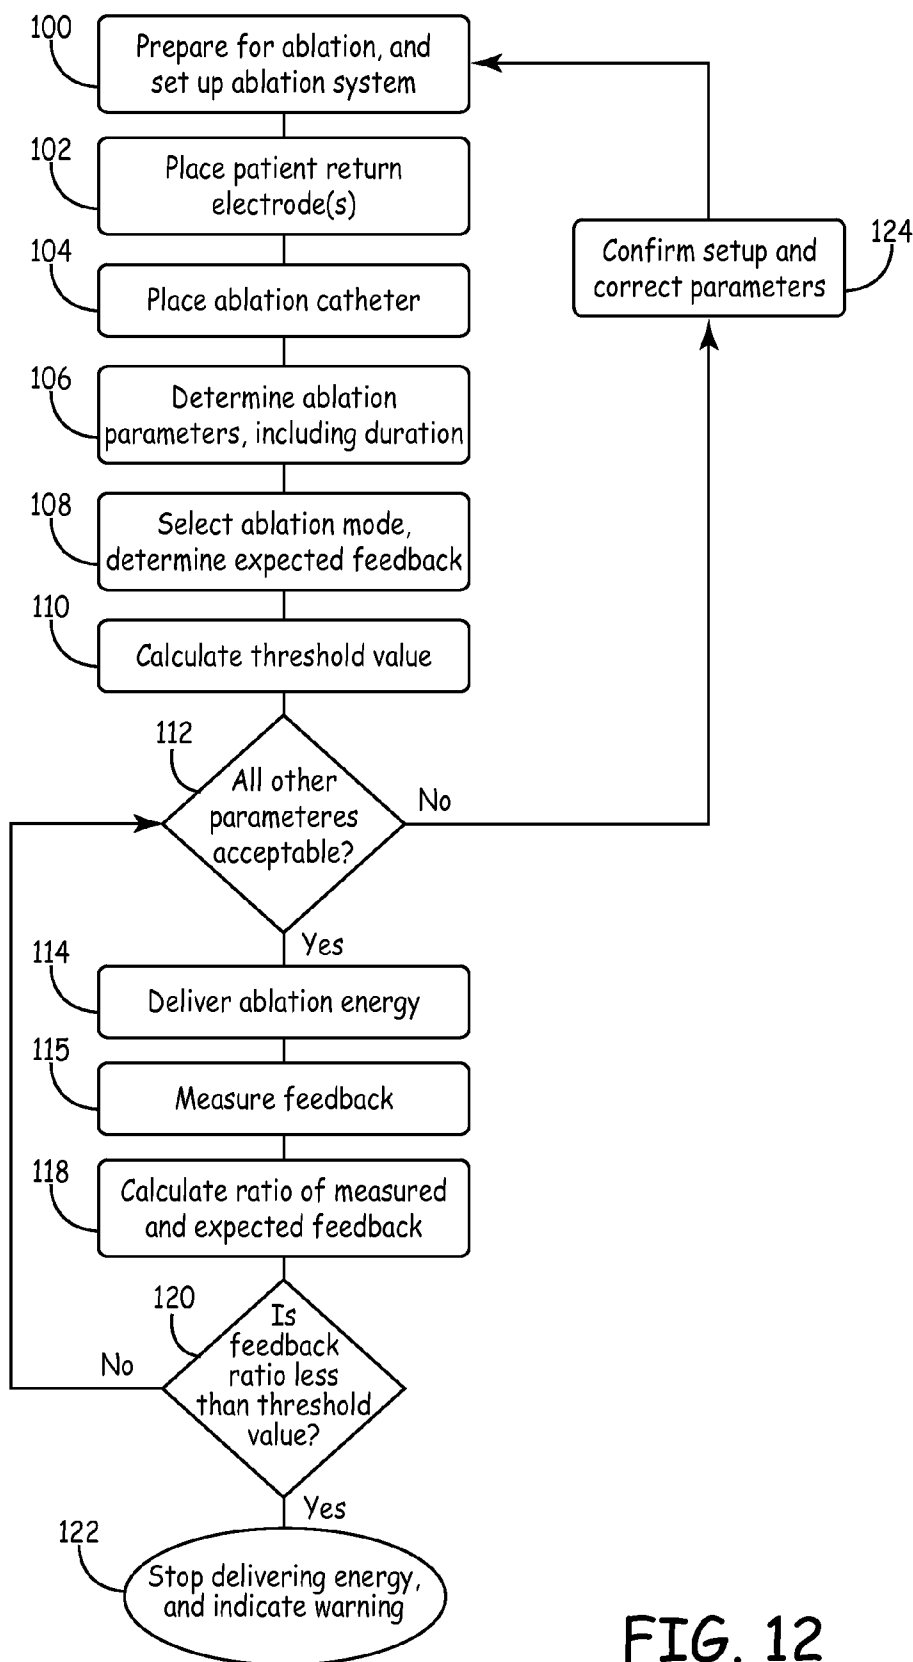 100
Prepare for ablation, and
set up ablation system
102
Place patient return
electrode(s)
104
Place ablation catheter
106
Determine ablation
parameters, including duration
108
Select ablation mode,
determine expected feedback
110
Calculate threshold value
112
All other
parameteres
acceptable?
No
Confirm setup and
correct parameters
124
Yes
114
Deliver ablation energy
115
Measure feedback
118
Calculate ratio of measured
and expected feedback
120
Is
feedback
ratio less
than threshold
value?
No
Yes
122
Stop delivering energy,
and indicate warning
FIG. 12